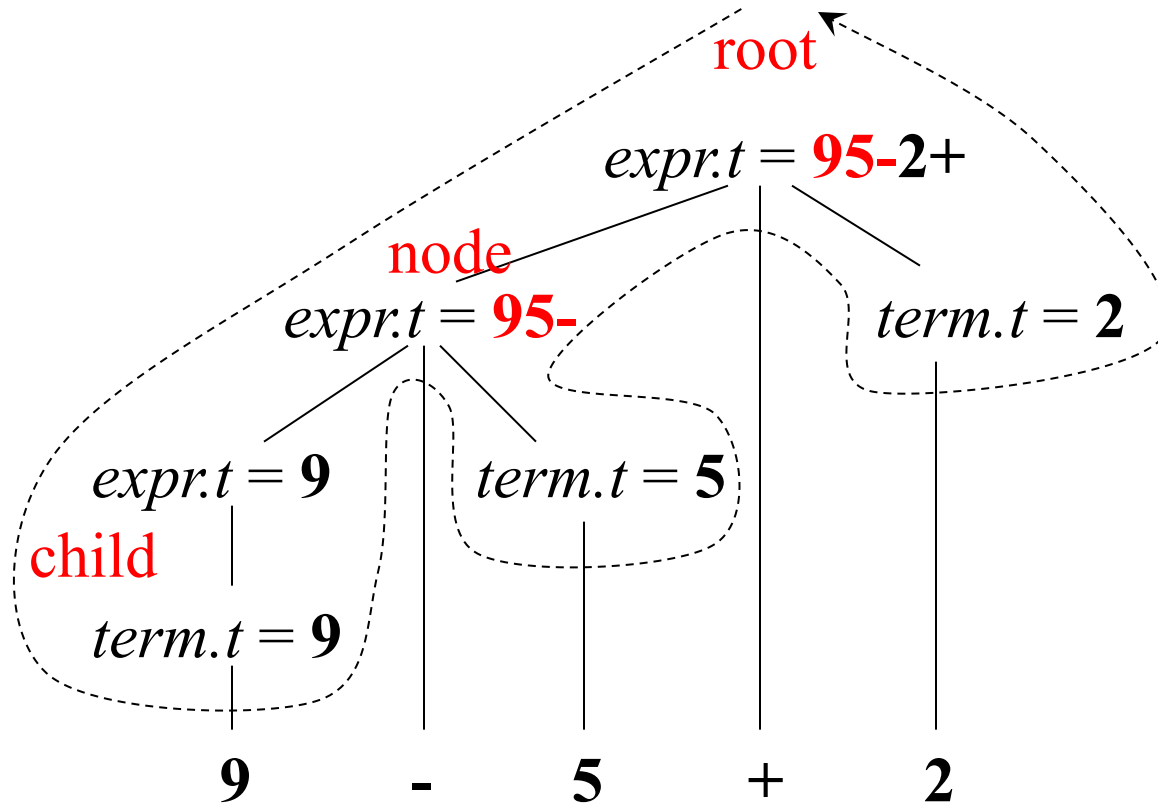 root
expr.t = 95-2+
node
expr.t = 95-
term.t = 2
expr.t = 9
term.t = 5
child
term.t = 9
9 - 5 + 2